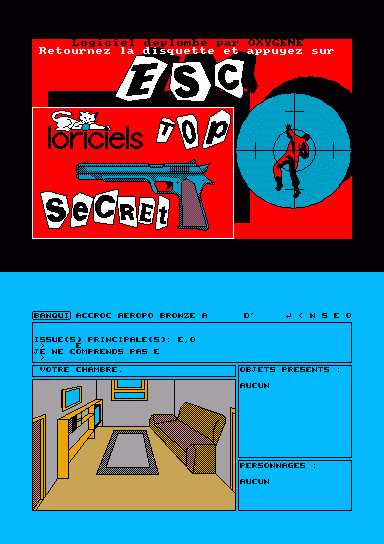 Logiciel deplombe par OXYGENE
Retournez la disquette et appuyez sur
ESC
loriciels
TOP
SeCReT
BANQUI ACCROC AEROPO BRONZE A D' ↵ < N S E O
ISSUE(S) PRINCIPALE(S): E,O
> E
JE NE COMPRENDS PAS E
>
VOTRE CHAMBRE.
OBJETS PRESENTS :
AUCUN
PERSONNAGES :
AUCUN